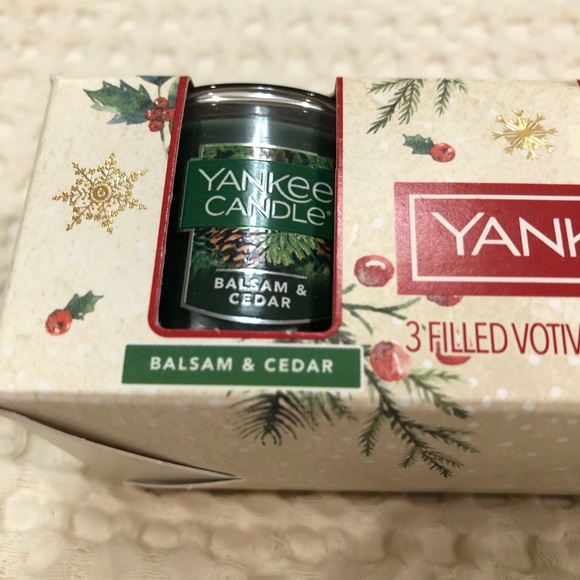 YANKEE
CANDLE®
BALSAM &
CEDAR
BALSAM & CEDAR
YANK
3 FILLED VOTIV